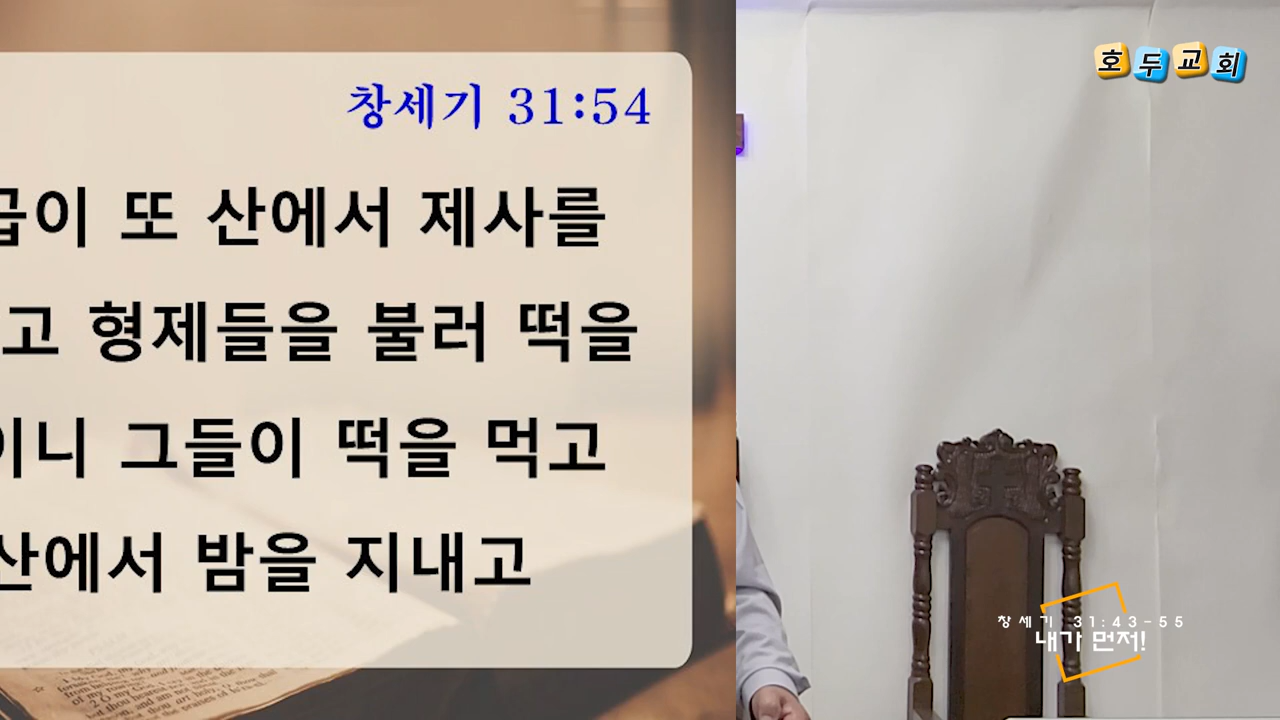 창세기 31:54
이 또 산에서 제사를
고 형제들을 불러 떡을
이니 그들이 떡을 먹고
산에서 밤을 지내고
호두교회
창세기 31:43-55
내가 먼저!